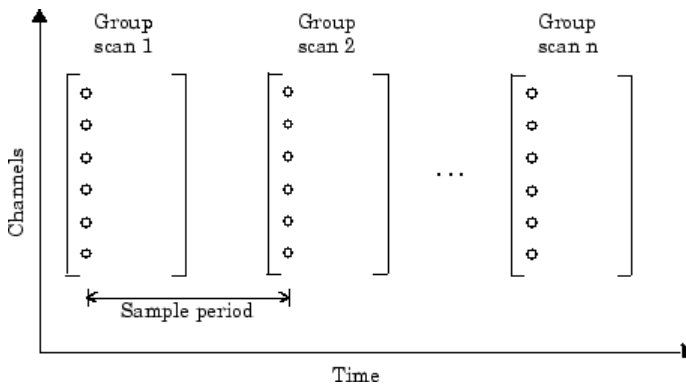 Group
scan 1
Group
scan 2
Group
scan n
Channels
...
Sample period
Time